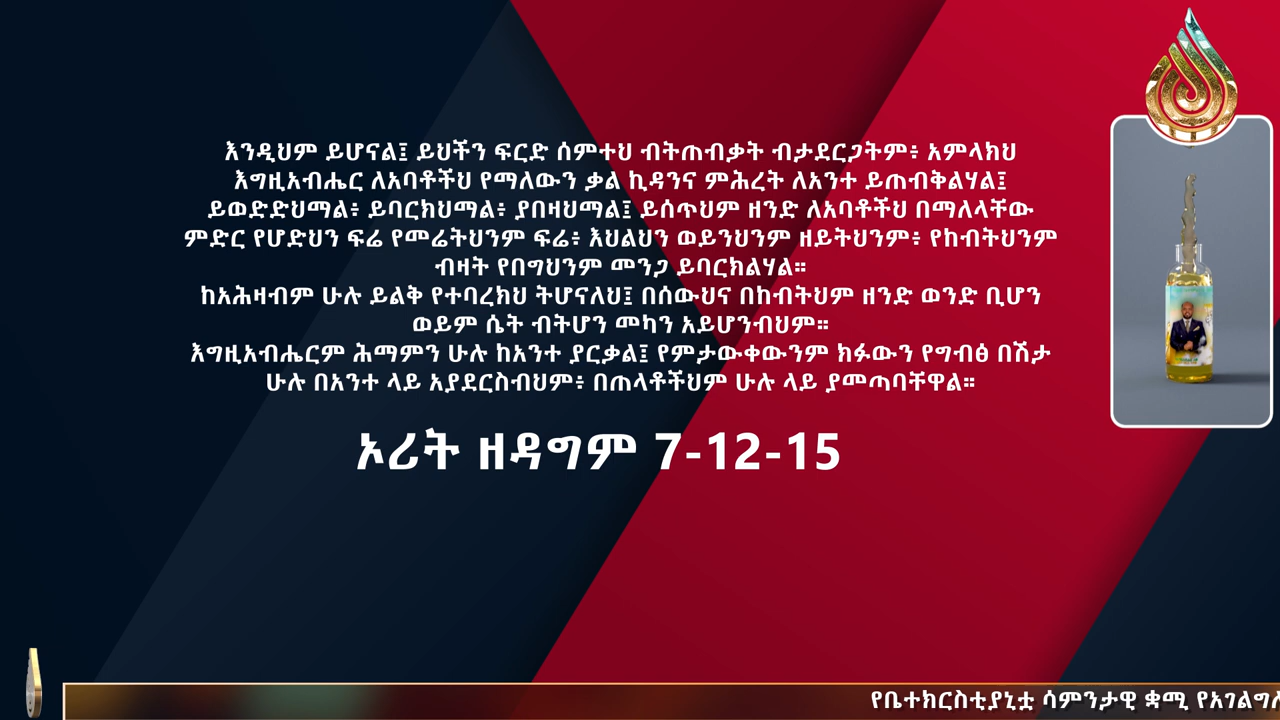 እንዲህም ይሆናል፤ ይህችን ፍርድ ሰምተህ ብትጠብቃት ብታደርጋትም፥ አምላክህ
እግዚአብሔር ለአባቶችህ የማለውን ቃል ኪዳንና ምሕረት ለአንተ ይጠብቅልሃል፤
ይወድድህማል፥ ይባርክህማል፥ ያበዛህማል፤ ይሰጥህም ዘንድ ለአባቶችህ በማለላቸው
ምድር የሆድህን ፍሬ የመሬትህንም ፍሬ፥ እህልህን ወይንህንም ዘይትህንም፥ የከብትህንም
ብዛት የበግህንም መንጋ ይባርክልሃል።
ከአሕዛብም ሁሉ ይልቅ የተባረክህ ትሆናለህ፤ በሰውህና በከብትህም ዘንድ ወንድ ቢሆን
ወይም ሴት ብትሆን መካን አይሆንብህም።
እግዚአብሔርም ሕማምን ሁሉ ከአንተ ያርቃል፤ የምታውቀውንም ክፉውን የግብፅ በሽታ
ሁሉ በአንተ ላይ አያደርስብህም፥ በጠላቶችህም ሁሉ ላይ ያመጣባቸዋል።
ኦሪት ዘዳግም 7-12-15
የቤተክርስቲያኒቷ ሳምንታዊ ቋሚ